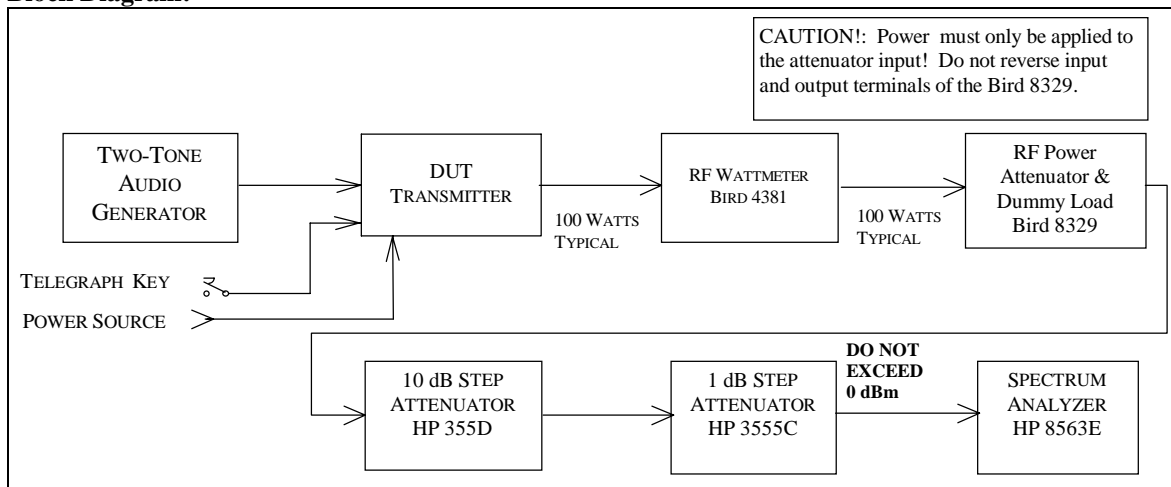 CAUTION!: Power must only be applied to
the attenuator input! Do not reverse input
and output terminals of the Bird 8329.
TWO-TONE
AUDIO
GENERATOR
DUT
TRANSMITTER
100 WATTS
TYPICAL
RF WATTMETER
BIRD 4381
100 WATTS
TYPICAL
RF Power
Attenuator &
Dummy Load
Bird 8329
TELEGRAPH KEY
POWER SOURCE
10 dB STEP
ATTENUATOR
HP 355D
1 dB STEP
ATTENUATOR
HP 3555C
DO NOT
EXCEED
0 dBm
SPECTRUM
ANALYZER
HP 8563E